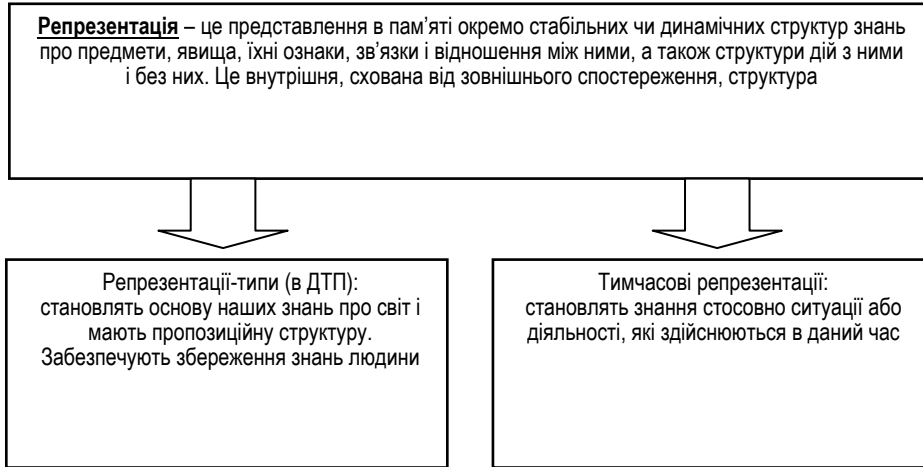 Репрезентація – це представлення в пам’яті окремо стабільних чи динамічних структур знань
про предмети, явища, їхні ознаки, зв’язки і відношення між ними, а також структури дій з ними
і без них. Це внутрішня, схована від зовнішнього спостереження, структура
Репрезентації-типи (в ДТП):
становлять основу наших знань про світ і
мають пропозиційну структуру.
Забезпечують збереження знань людини
Тимчасові репрезентації:
становлять знання стосовно ситуації або
діяльності, які здійснюються в даний час